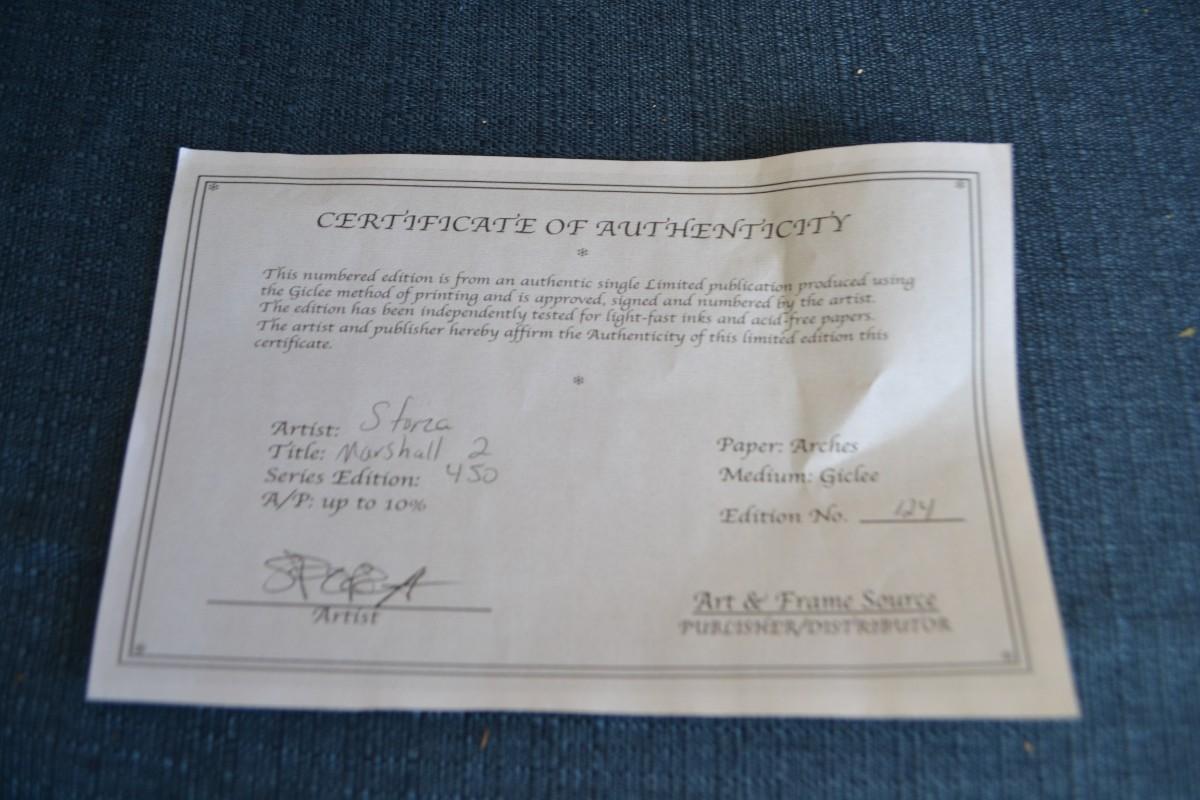 CERTIFICATE OF AUTHENTICITY
This numbered edition is from an authentic single Limited publication produced using
the Giclee method of printing and is approved, signed and numbered by the artist.
The edition has been independently tested for light-fast inks and acid-free papers.
The artist and publisher hereby affirm the Authenticity of this limited edition this
certificate.
Artist:
Title: Marshall 2
Series Edition: 450
A/P: up to 10%
Paper: Arches
Medium: Giclee
Edition No. 124
Artist
Art & Frame Source
PUBLISHER/DISTRIBUTOR